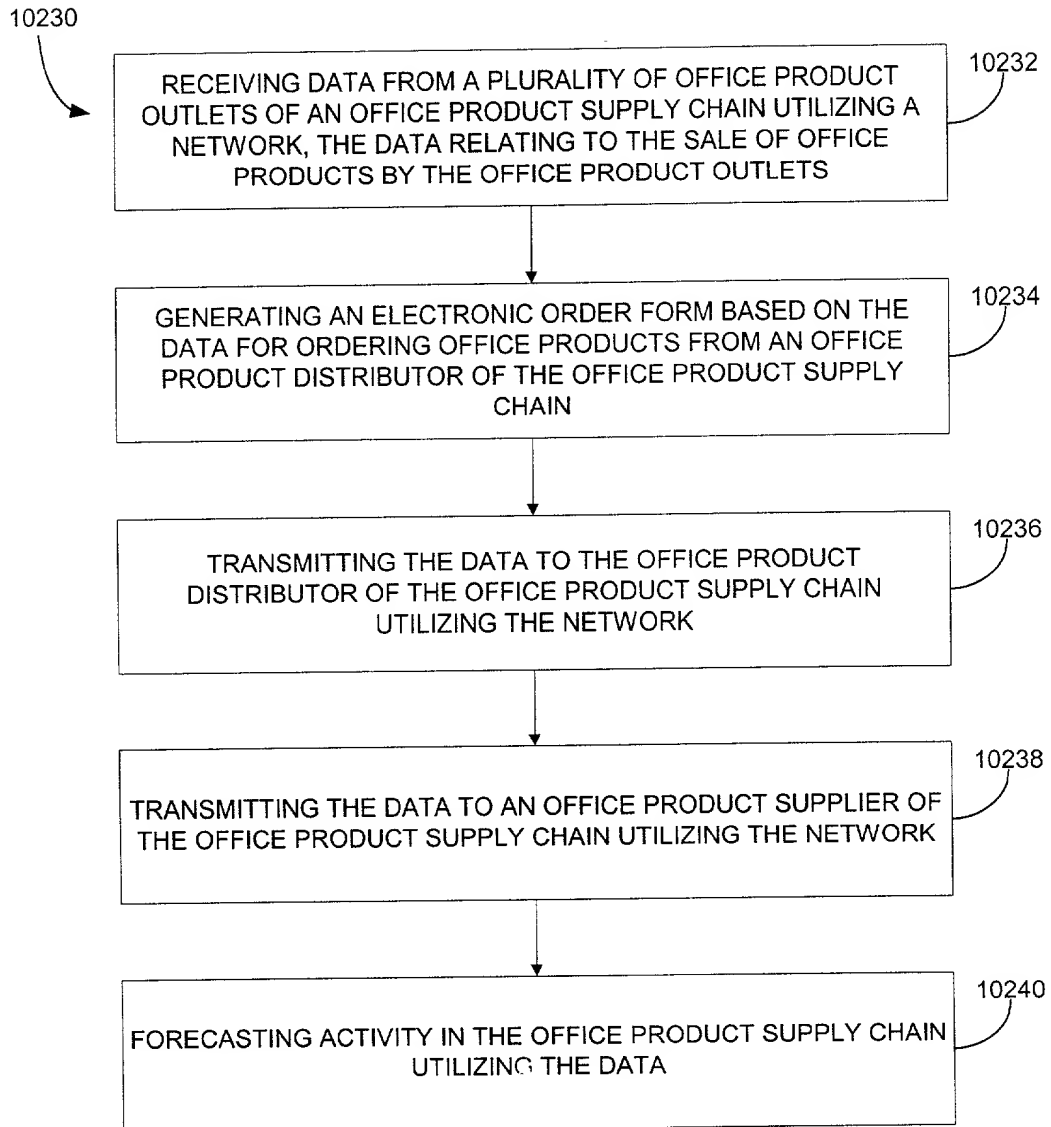 10230
RECEIVING DATA FROM A PLURALITY OF OFFICE PRODUCT
OUTLETS OF AN OFFICE PRODUCT SUPPLY CHAIN UTILIZING A
NETWORK, THE DATA RELATING TO THE SALE OF OFFICE
PRODUCTS BY THE OFFICE PRODUCT OUTLETS
10232
GENERATING AN ELECTRONIC ORDER FORM BASED ON THE
DATA FOR ORDERING OFFICE PRODUCTS FROM AN OFFICE
PRODUCT DISTRIBUTOR OF THE OFFICE PRODUCT SUPPLY
CHAIN
10234
TRANSMITTING THE DATA TO THE OFFICE PRODUCT
DISTRIBUTOR OF THE OFFICE PRODUCT SUPPLY CHAIN
UTILIZING THE NETWORK
10236
TRANSMITTING THE DATA TO AN OFFICE PRODUCT SUPPLIER OF
THE OFFICE PRODUCT SUPPLY CHAIN UTILIZING THE NETWORK
10238
FORECASTING ACTIVITY IN THE OFFICE PRODUCT SUPPLY CHAIN
UTILIZING THE DATA
10240